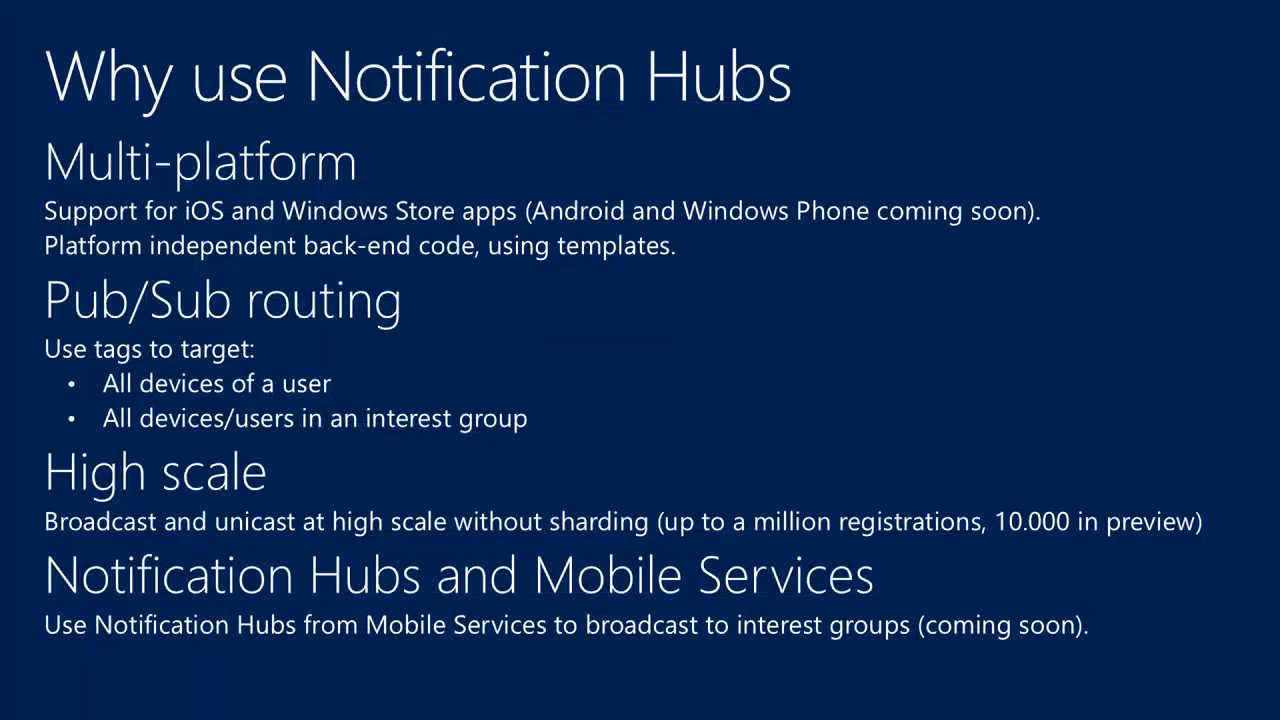 Why use Notification Hubs
Multi-platform
Support for iOS and Windows Store apps (Android and Windows Phone coming soon).
Platform independent back-end code, using templates.
Pub/Sub routing
Use tags to target:
• All devices of a user
• All devices/users in an interest group
High scale
Broadcast and unicast at high scale without sharding (up to a million registrations, 10.000 in preview)
Notification Hubs and Mobile Services
Use Notification Hubs from Mobile Services to broadcast to interest groups (coming soon).